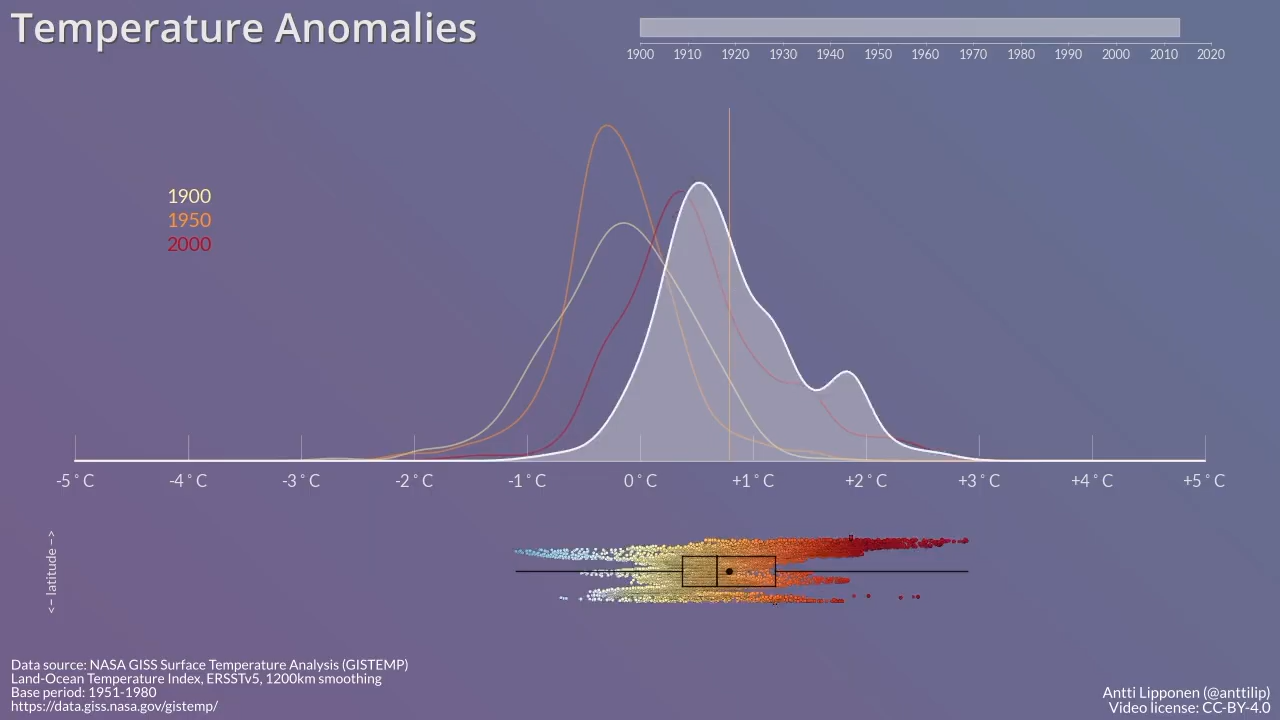 Temperature Anomalies
1900 1910 1920 1930 1940 1950 1960 1970 1980 1990 2000 2010 2020
1900
1950
2000
-5°C -4°C -3°C -2°C -1°C 0°C +1°C +2°C +3°C +4°C +5°C
<-- latitude -->
Data source: NASA GISS Surface Temperature Analysis (GISTEMP)
Land-Ocean Temperature Index, ERSSTv5, 1200km smoothing
Base period: 1951-1980
https://data.giss.nasa.gov/gistemp/
Antti Lipponen (@anttilip)
Video license: CC-BY-4.0